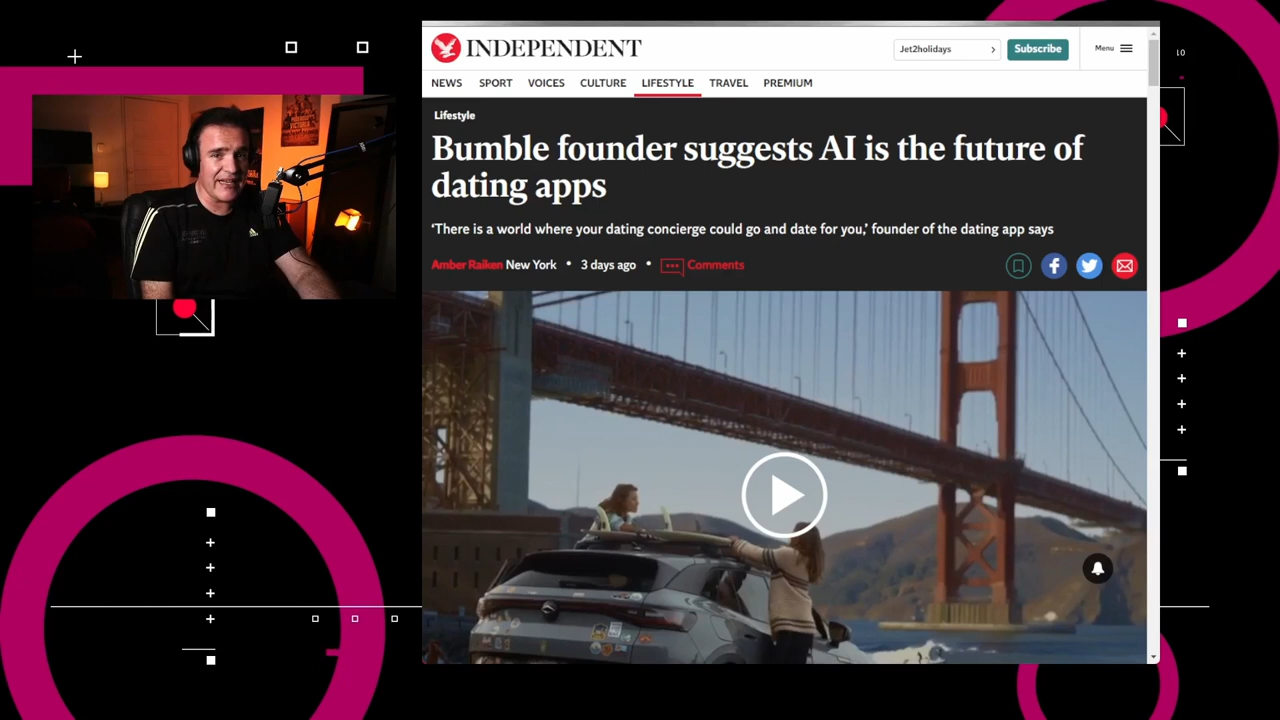 INDEPENDENT
Jet2holidays
Subscribe
Menu
NEWS SPORT VOICES CULTURE LIFESTYLE TRAVEL PREMIUM
Lifestyle
Bumble founder suggests AI is the future of
dating apps
‘There is a world where your dating concierge could go and date for you,’ founder of the dating app says
Amber Raiken New York • 3 days ago • Comments